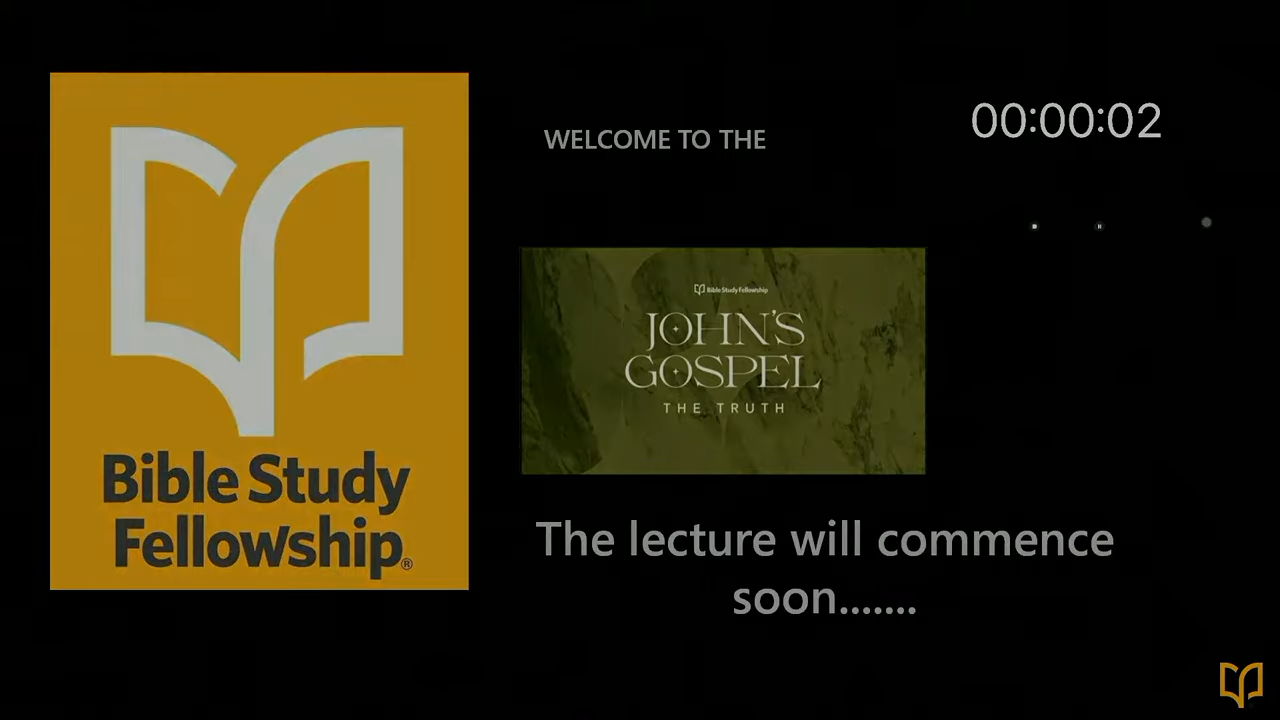 Bible Study
Fellowship®
WELCOME TO THE
00:00:02
Bible Study Fellowship
JOHN'S
GOSPEL
THE TRUTH
The lecture will commence
soon.......